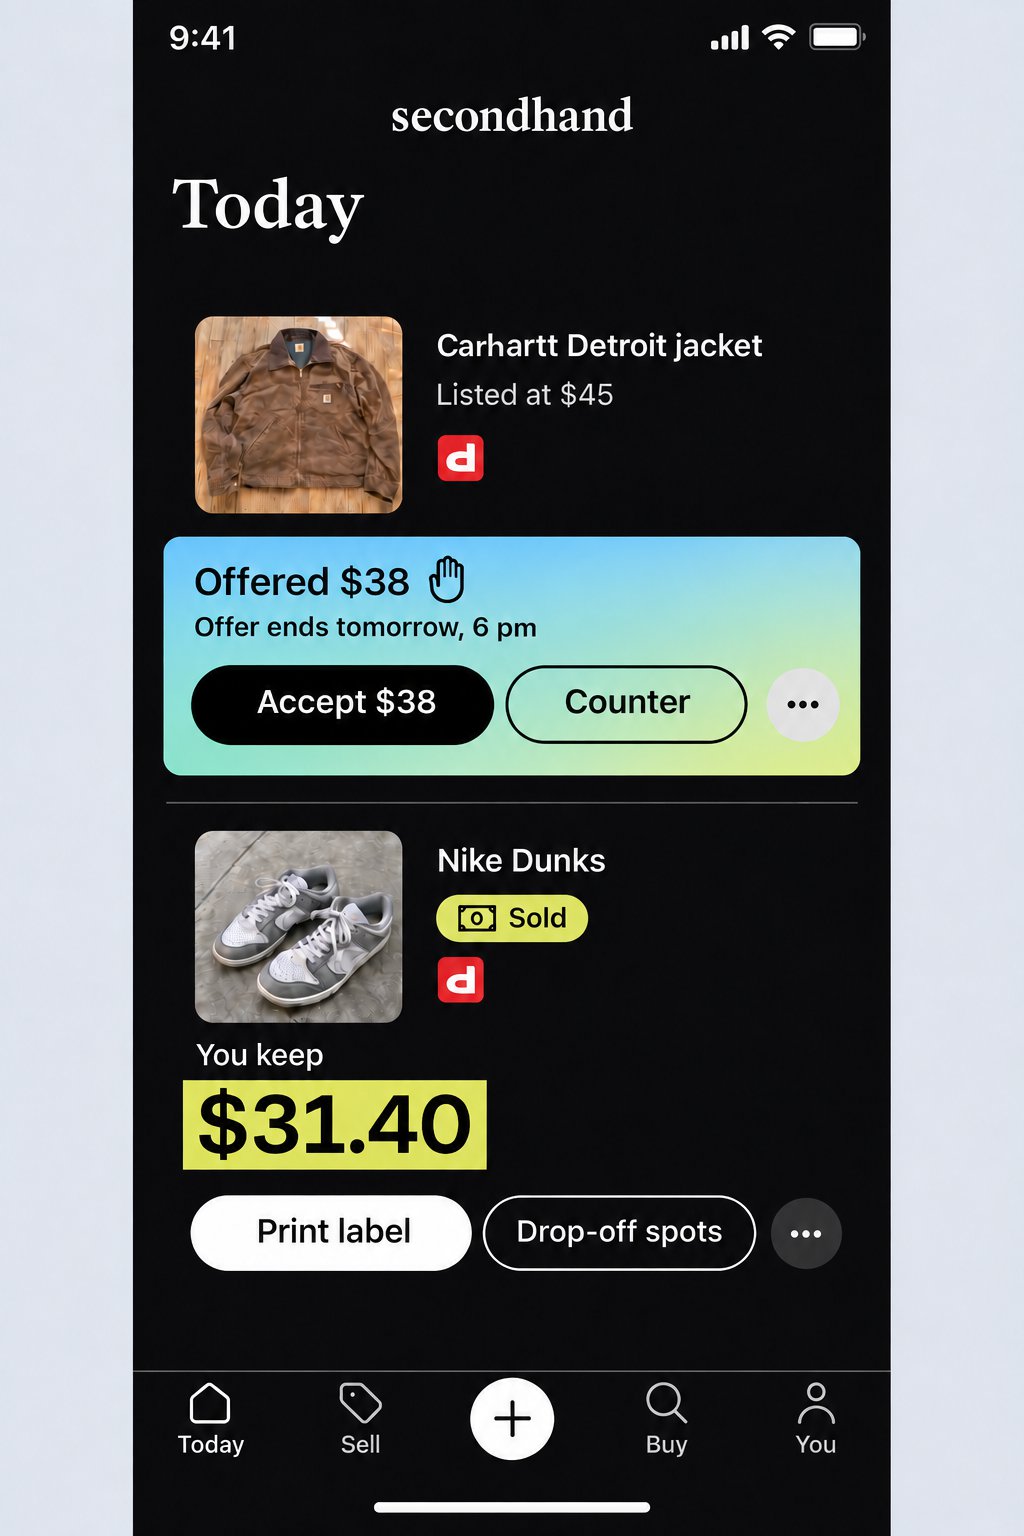 9:41
secondhand
Today
Carhartt Detroit jacket
Listed at $45
d
Offered $38
Offer ends tomorrow, 6 pm
Accept $38
Counter
Nike Dunks
Sold
d
You keep
$31.40
Print label
Drop-off spots
Today
Sell
Buy
You